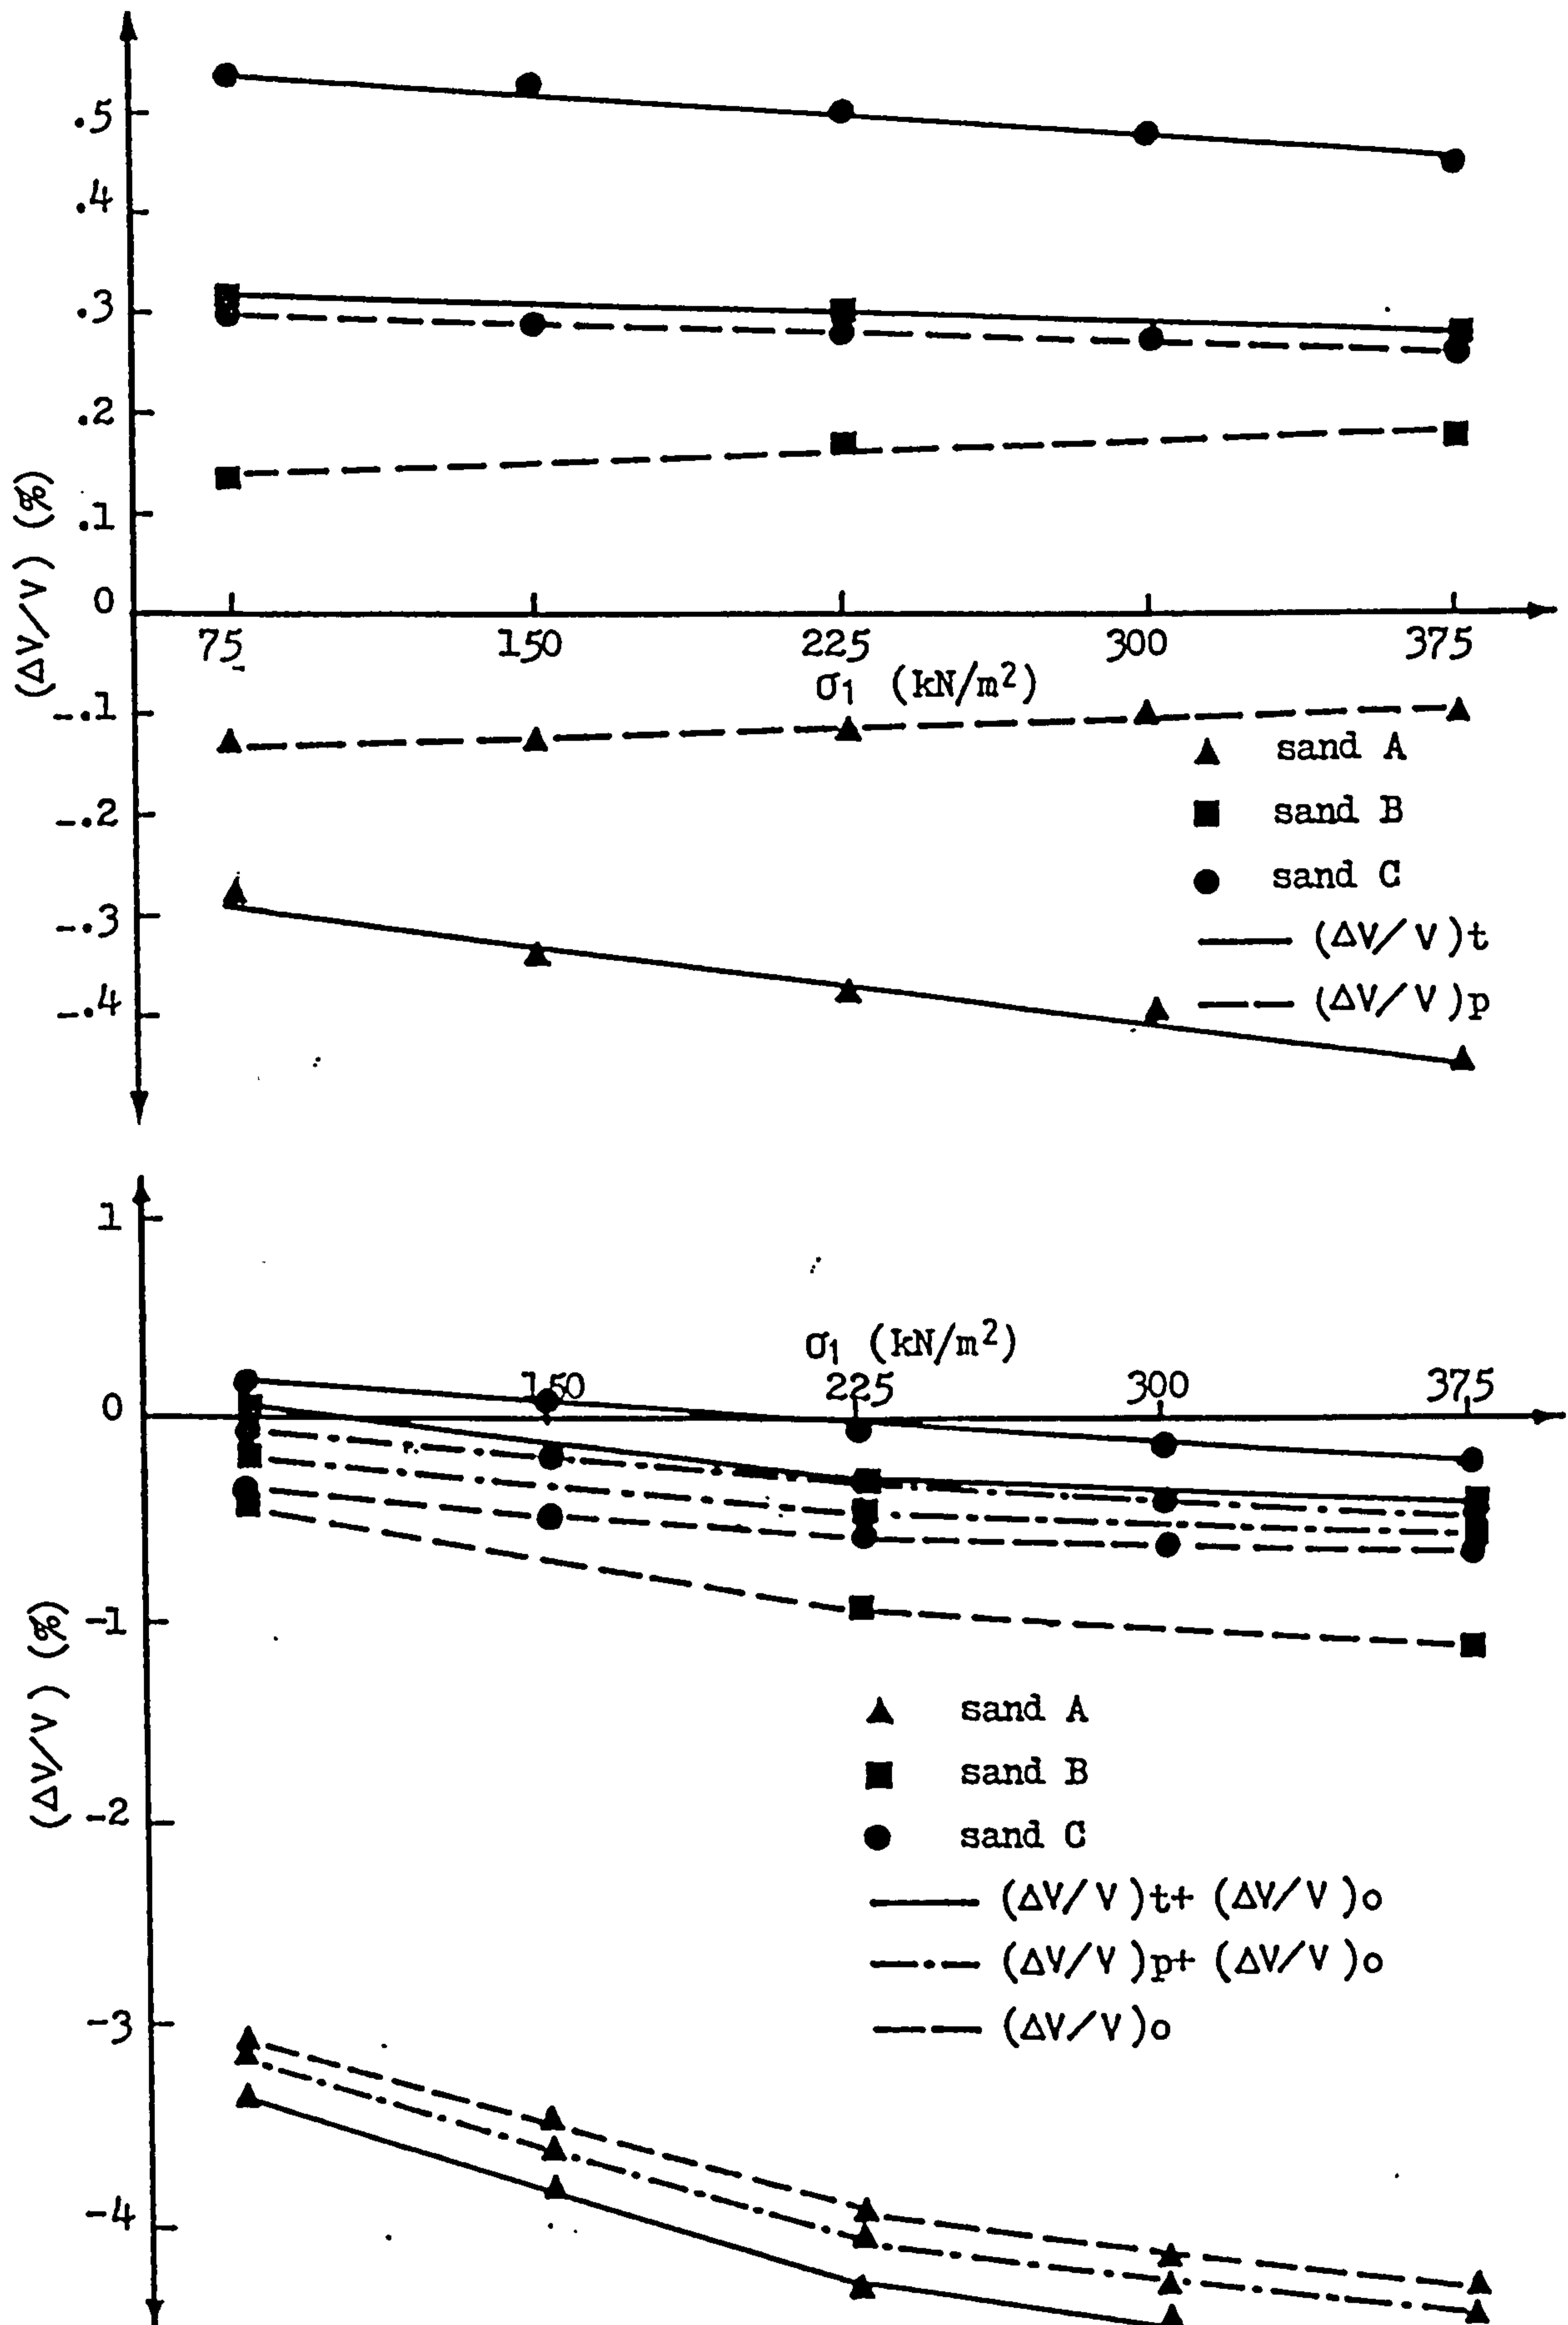 .5
.4
.3
.2
.1
0
-.1
-.2
-.3
-.4
(ΔV/V) (%)
75 150 225 300 375
σ1 (kN/m²)
sand A
sand B
sand C
(ΔV/V)t
(ΔV/V)p
1
0
-1
-2
-3
-4
(ΔV/V) (%)
σ1 (kN/m²)
150 225 300 375
sand A
sand B
sand C
(ΔV/V)t+ (ΔV/V)o
(ΔV/V)p+ (ΔV/V)o
(ΔV/V)o